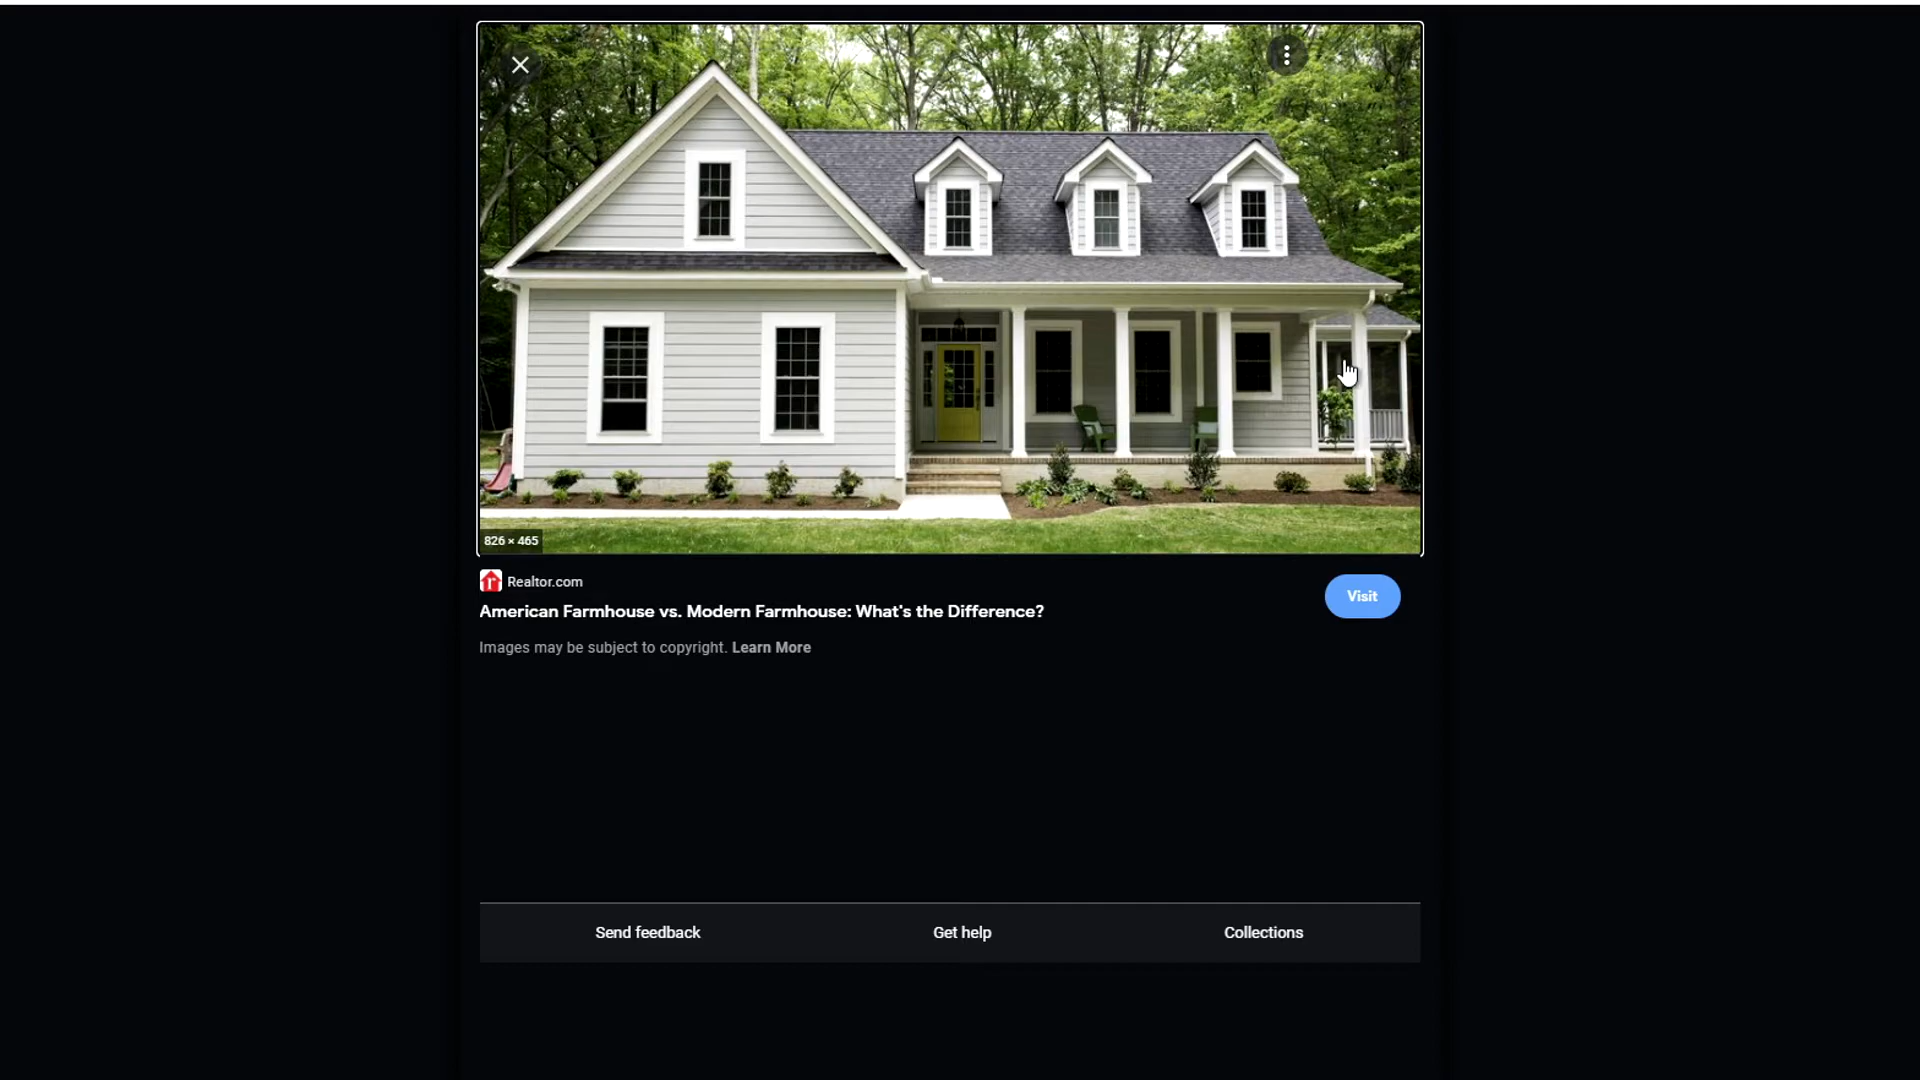 826 × 465
Realtor.com
Visit
American Farmhouse vs. Modern Farmhouse: What's the Difference?
Images may be subject to copyright. Learn More
Send feedback
Get help
Collections